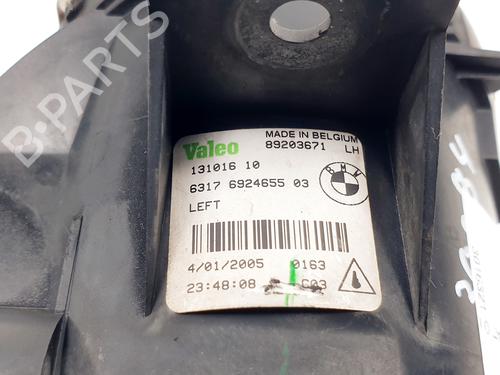 B-PARTS
Valeo
MADE IN BELGIUM
89203671 LH
131016 10
6317 6924655 03
LEFT
4/01/2005 0163
23:48:08 C03